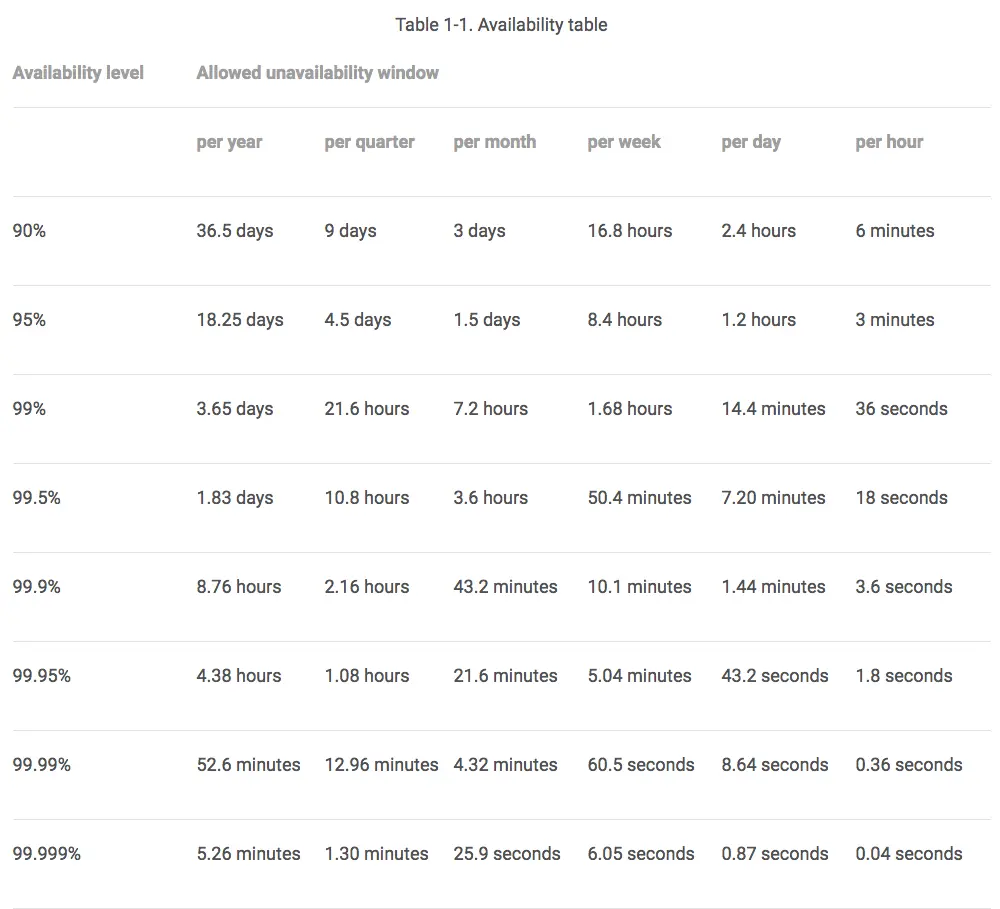 Table 1-1. Availability table
Availability level Allowed unavailability window
per year per quarter per month per week per day per hour
90% 36.5 days 9 days 3 days 16.8 hours 2.4 hours 6 minutes
95% 18.25 days 4.5 days 1.5 days 8.4 hours 1.2 hours 3 minutes
99% 3.65 days 21.6 hours 7.2 hours 1.68 hours 14.4 minutes 36 seconds
99.5% 1.83 days 10.8 hours 3.6 hours 50.4 minutes 7.20 minutes 18 seconds
99.9% 8.76 hours 2.16 hours 43.2 minutes 10.1 minutes 1.44 minutes 3.6 seconds
99.95% 4.38 hours 1.08 hours 21.6 minutes 5.04 minutes 43.2 seconds 1.8 seconds
99.99% 52.6 minutes 12.96 minutes 4.32 minutes 60.5 seconds 8.64 seconds 0.36 seconds
99.999% 5.26 minutes 1.30 minutes 25.9 seconds 6.05 seconds 0.87 seconds 0.04 seconds